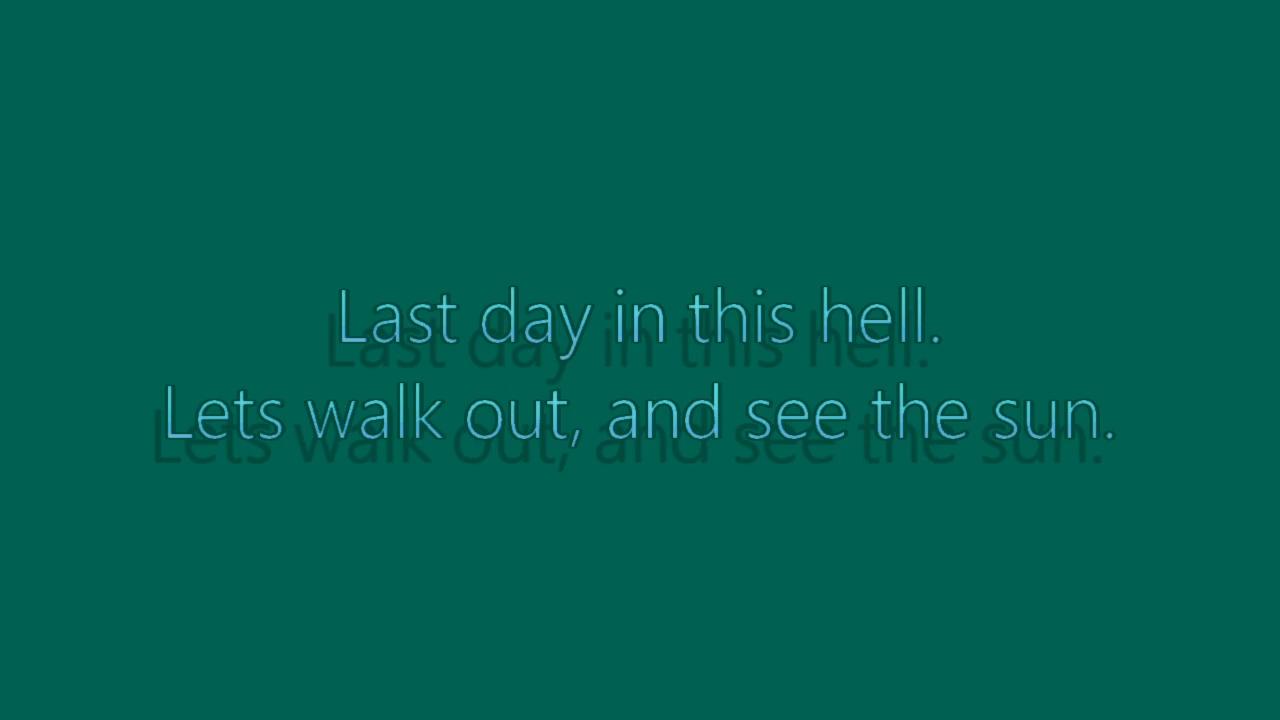 Last day in this hell.
Lets walk out, and see the sun.